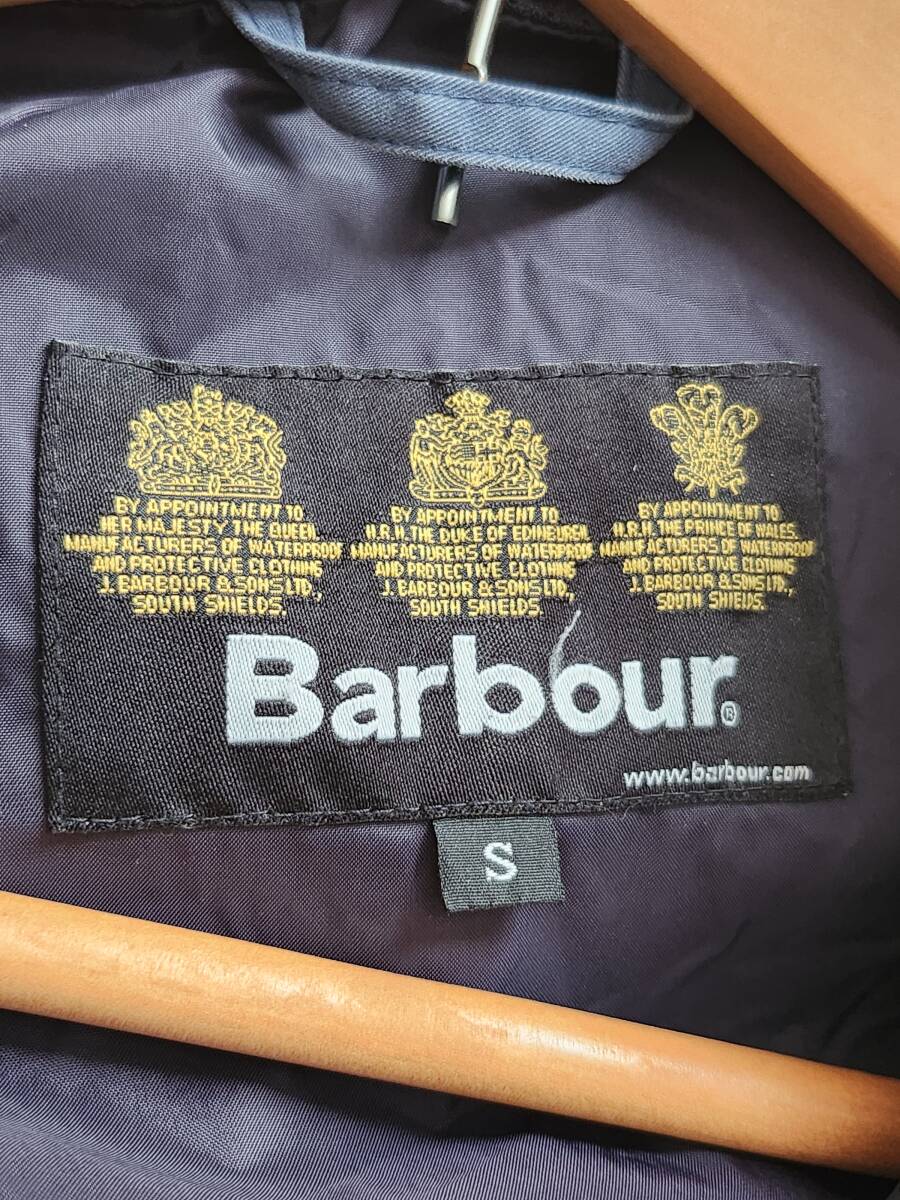 BY APPOINTMENT TO
HER MAJESTY THE QUEEN
MANUFACTURERS OF WATERPROOF
AND PROTECTIVE CLOTHING
J. BARBOUR & SONS LTD.,
SOUTH SHIELDS.
BY APPOINTMENT TO
H.R.H. THE DUKE OF EDINBURGH
MANUFACTURERS OF WATERPROOF
AND PROTECTIVE CLOTHING
J. BARBOUR & SONS LTD.,
SOUTH SHIELDS.
BY APPOINTMENT TO
H.R.H. THE PRINCE OF WALES.
MANUFACTURERS OF WATERPROOF
AND PROTECTIVE CLOTHING
J. BARBOUR & SONS LTD.,
SOUTH SHIELDS.
Barbour®
www.barbour.com
S